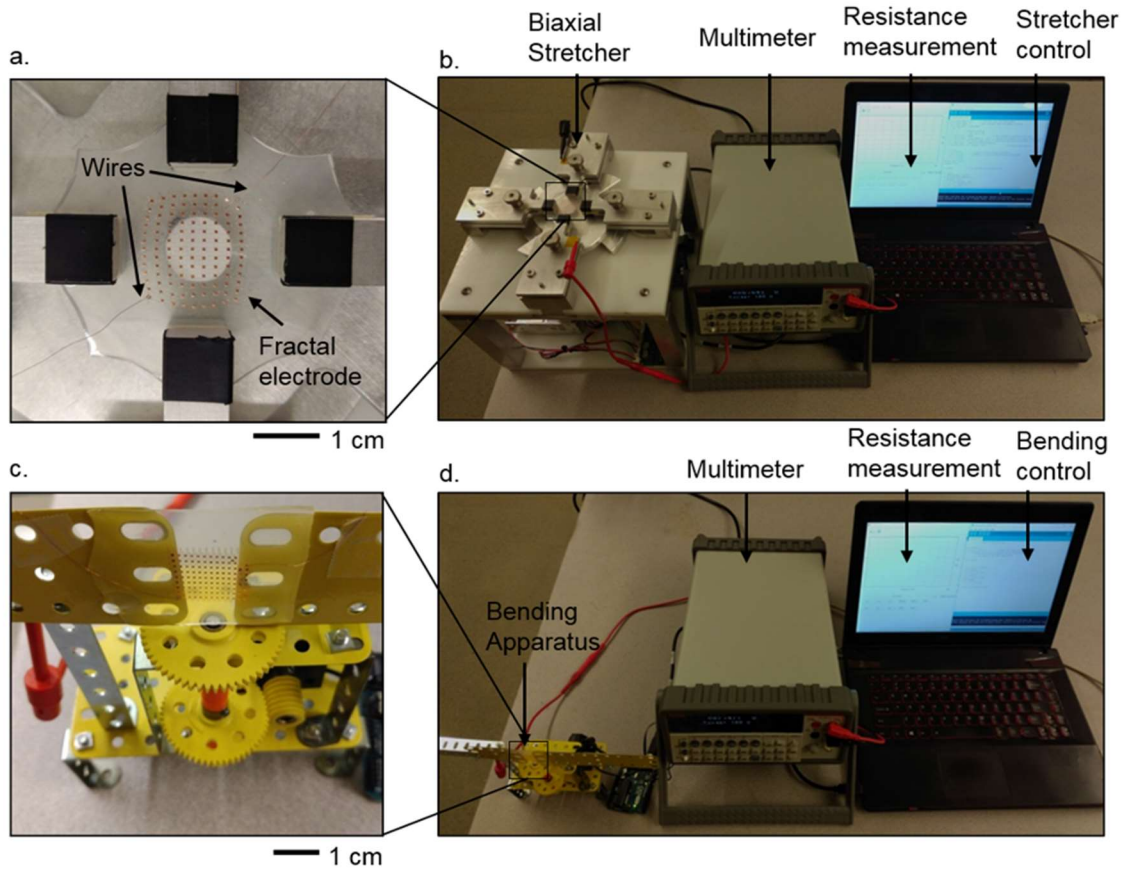 a.
Wires
Fractal
electrode
1 cm
b.
Biaxial
Stretcher
Multimeter
Resistance
measurement
Stretcher
control
c.
1 cm
d.
Bending
Apparatus
Multimeter
Resistance
measurement
Bending
control